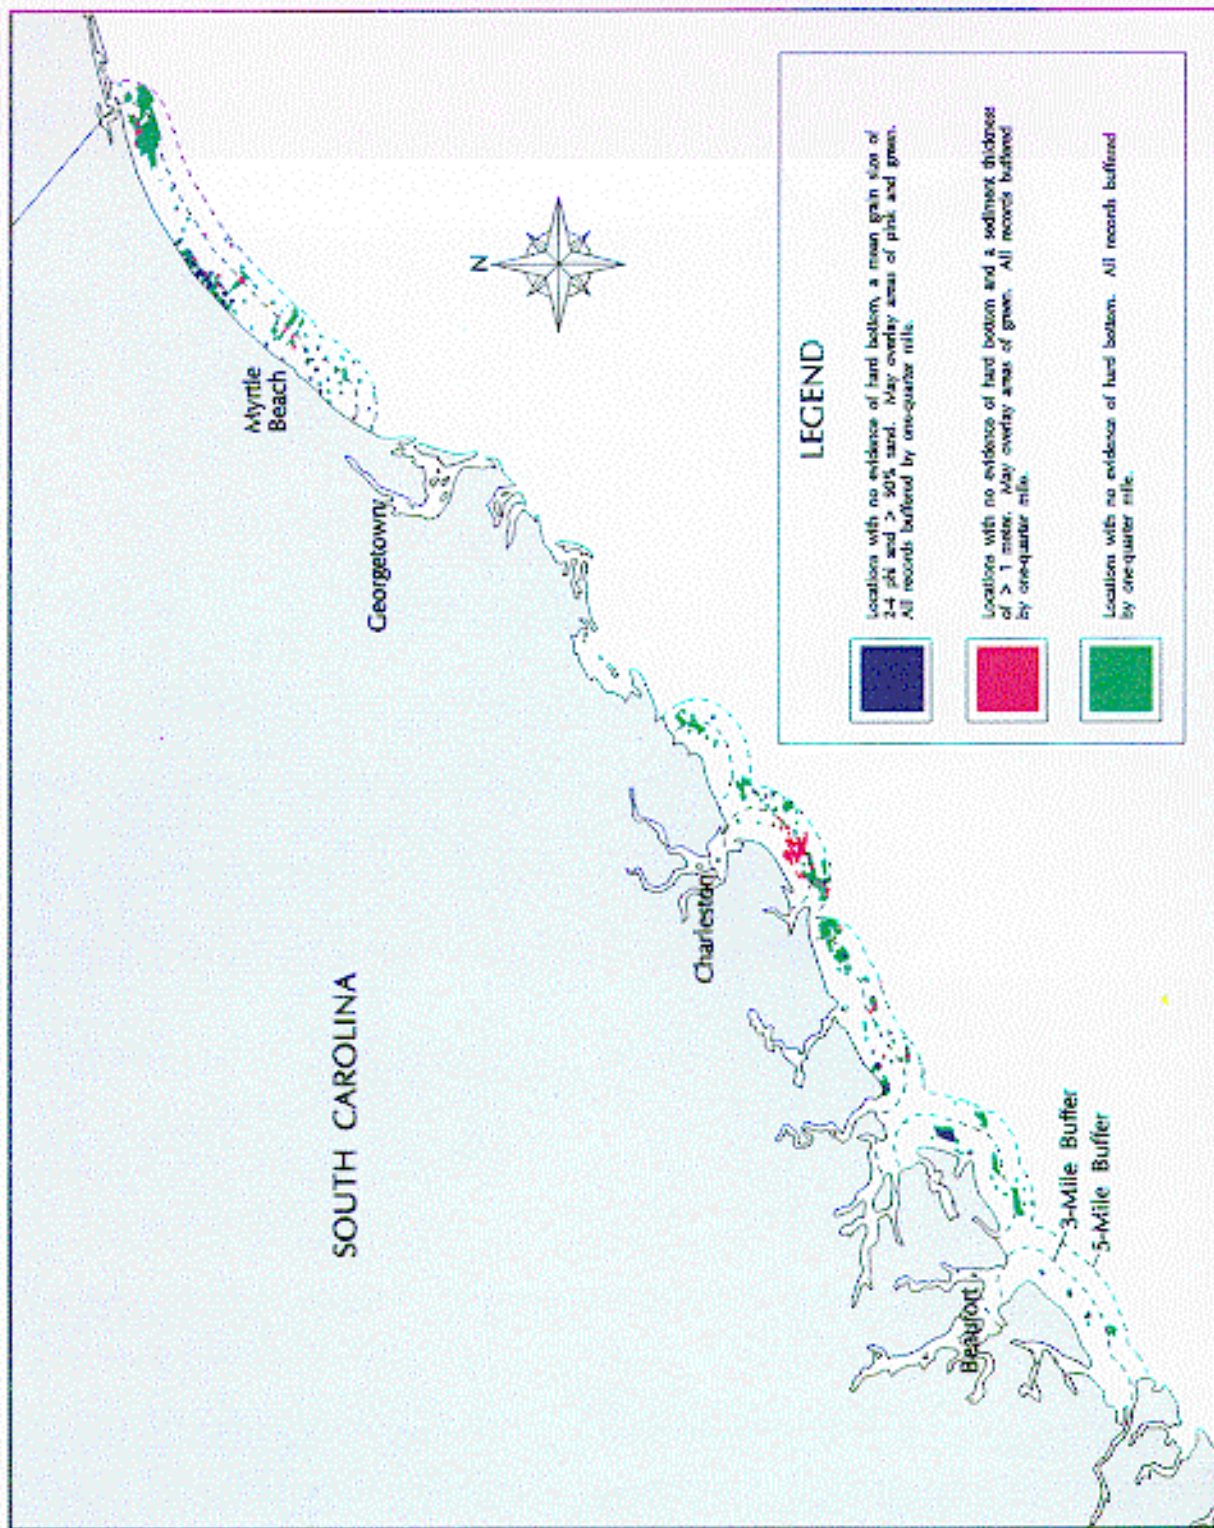 SOUTH CAROLINA
Myrtle
Beach
Georgetown
Charleston
Beaufort
3-Mile Buffer
5-Mile Buffer
N
LEGEND
Locations with no evidence of hard bottom, a mean grain size of
2-4 phi and > 50% sand. May overlay areas of pink and green.
All records buffered by one-quarter mile.
Locations with no evidence of hard bottom and a sediment thickness
of > 1 meter. May overlay areas of green. All records buffered
by one-quarter mile.
Locations with no evidence of hard bottom. All records buffered
by one-quarter mile.